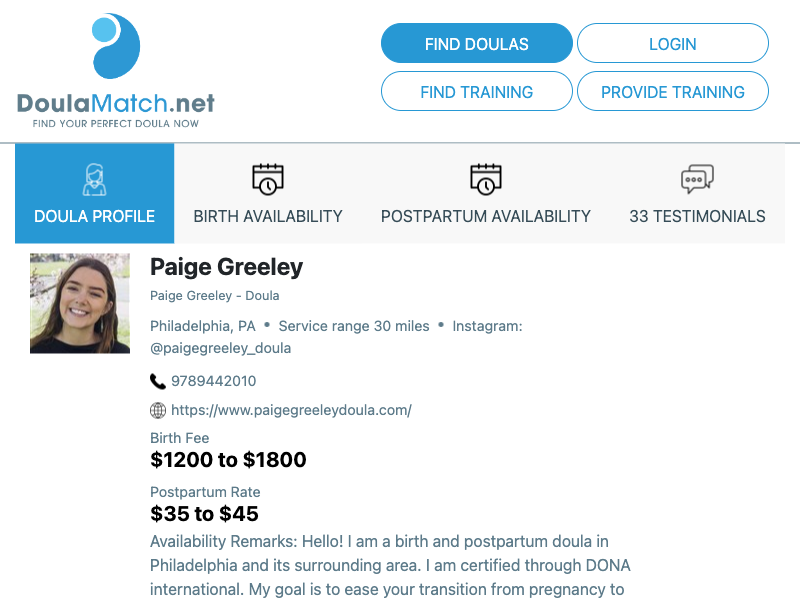 DoulaMatch.net
FIND YOUR PERFECT DOULA NOW
FIND DOULAS
LOGIN
FIND TRAINING
PROVIDE TRAINING
DOULA PROFILE
BIRTH AVAILABILITY
POSTPARTUM AVAILABILITY
33 TESTIMONIALS
Paige Greeley
Paige Greeley - Doula
Philadelphia, PA • Service range 30 miles • Instagram:
@paigegreeley_doula
9789442010
https://www.paigegreeleydoula.com/
Birth Fee
$1200 to $1800
Postpartum Rate
$35 to $45
Availability Remarks: Hello! I am a birth and postpartum doula in
Philadelphia and its surrounding area. I am certified through DONA
international. My goal is to ease your transition from pregnancy to